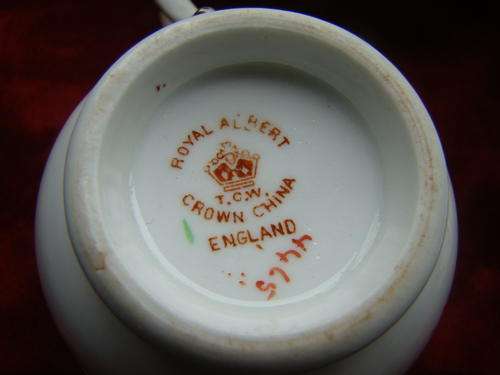 ROYAL ALBERT
T.C.W.
CROWN CHINA
ENGLAND